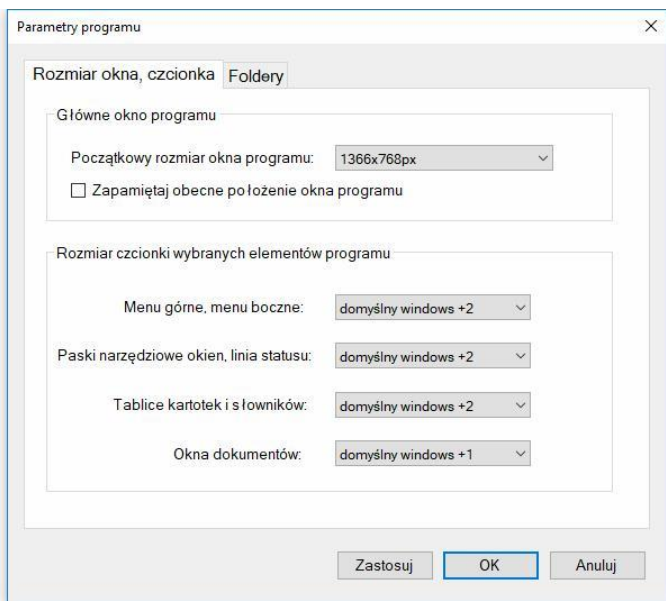 Parametry programu
Rozmiar okna, czcionka Foldery
Główne okno programu
Początkowy rozmiar okna programu: 1366x768px
Zapamiętaj obecne położenie okna programu
Rozmiar czcionki wybranych elementów programu
Menu górne, menu boczne: domyślny windows +2
Paski narzędziowe okien, linia statusu: domyślny windows +2
Tablice kartotek i słowników: domyślny windows +2
Okna dokumentów: domyślny windows +1
Zastosuj OK Anuluj